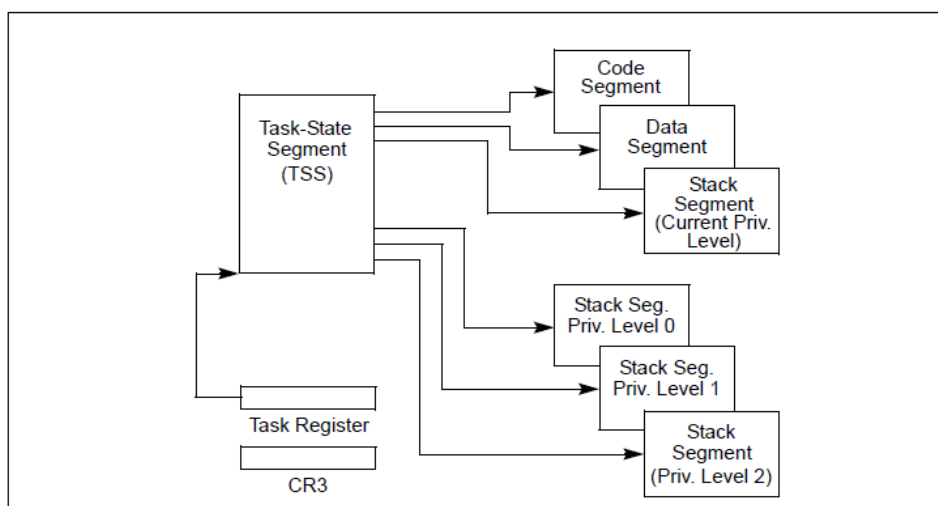 Code
Segment
Task-State
Segment
(TSS)
Data
Segment
Stack
Segment
(Current Priv.
Level)
Stack Seg.
Priv. Level 0
Stack Seg.
Priv. Level 1
Stack
Segment
(Priv. Level 2)
Task Register
CR3